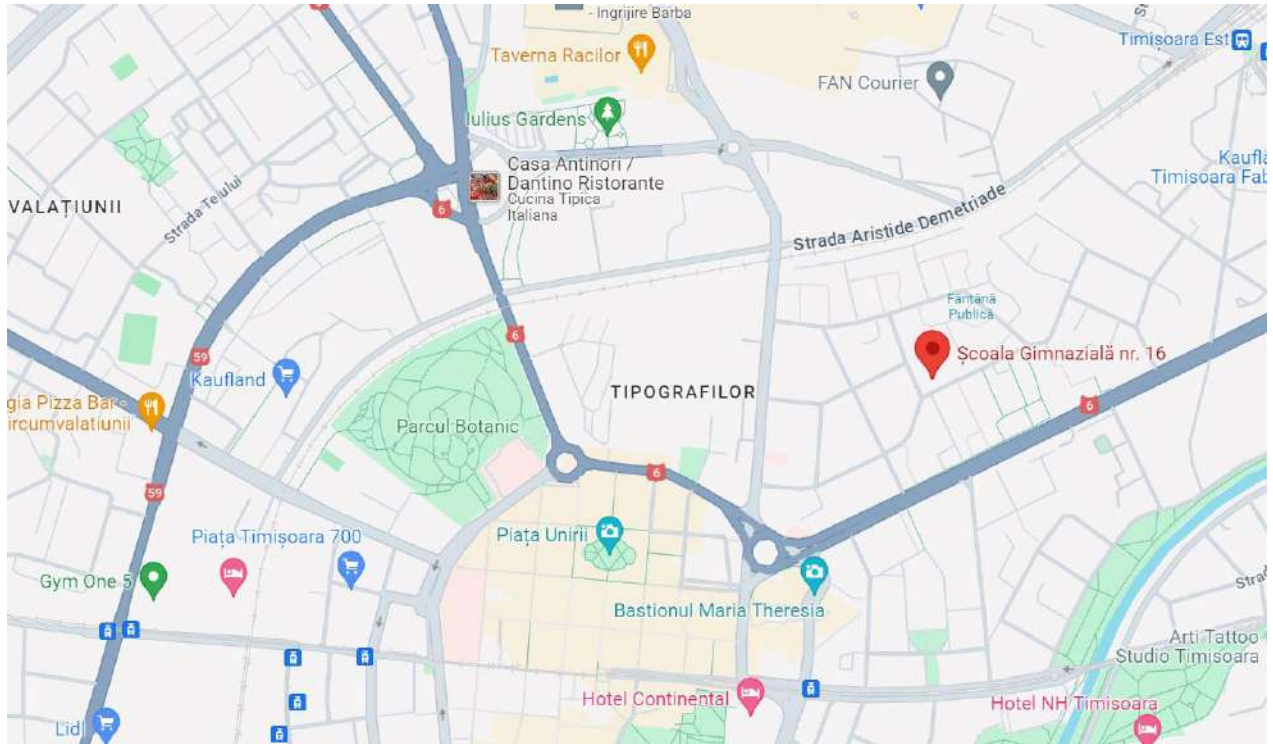 - Ingrijire Barba
Taverna Racilor
Timișoara Est
FAN Courier
Iulius Gardens
Casa Antinori /
Dantino Ristorante
Cucina Tipica
Italiana
Kaufla
Timisoara Fab
VALAȚIUNII
Strada Teiului
6
Strada Aristide Demetriade
Fântână
Publică
6
59
Școala Gimnazială nr. 16
Kaufland
TIPOGRAFILOR
gia Pizza Bar -
ircumvalatiunii
6
Parcul Botanic
6
59
Piața Timișoara 700
Piața Unirii
Gym One 5
Bastionul Maria Theresia
Strad
Arti Tattoo
Studio Timisoara
Hotel Continental
Hotel NH Timisoara
Lidl